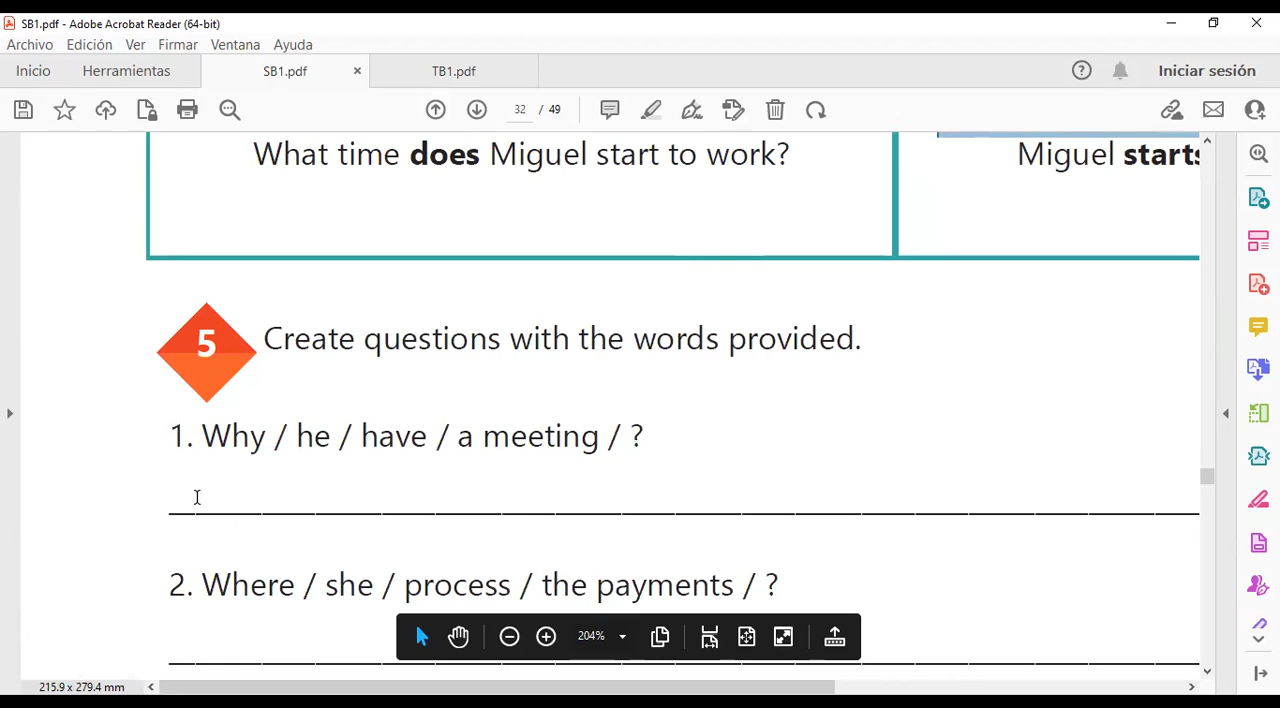 SB1.pdf - Adobe Acrobat Reader (64-bit)
Archivo Edición Ver Firmar Ventana Ayuda
Inicio Herramientas SB1.pdf × TB1.pdf Iniciar sesión
32 / 49
What time does Miguel start to work? Miguel starts
5 Create questions with the words provided.
1. Why / he / have / a meeting / ?
2. Where / she / process / the payments / ?
204%
215.9 x 279.4 mm